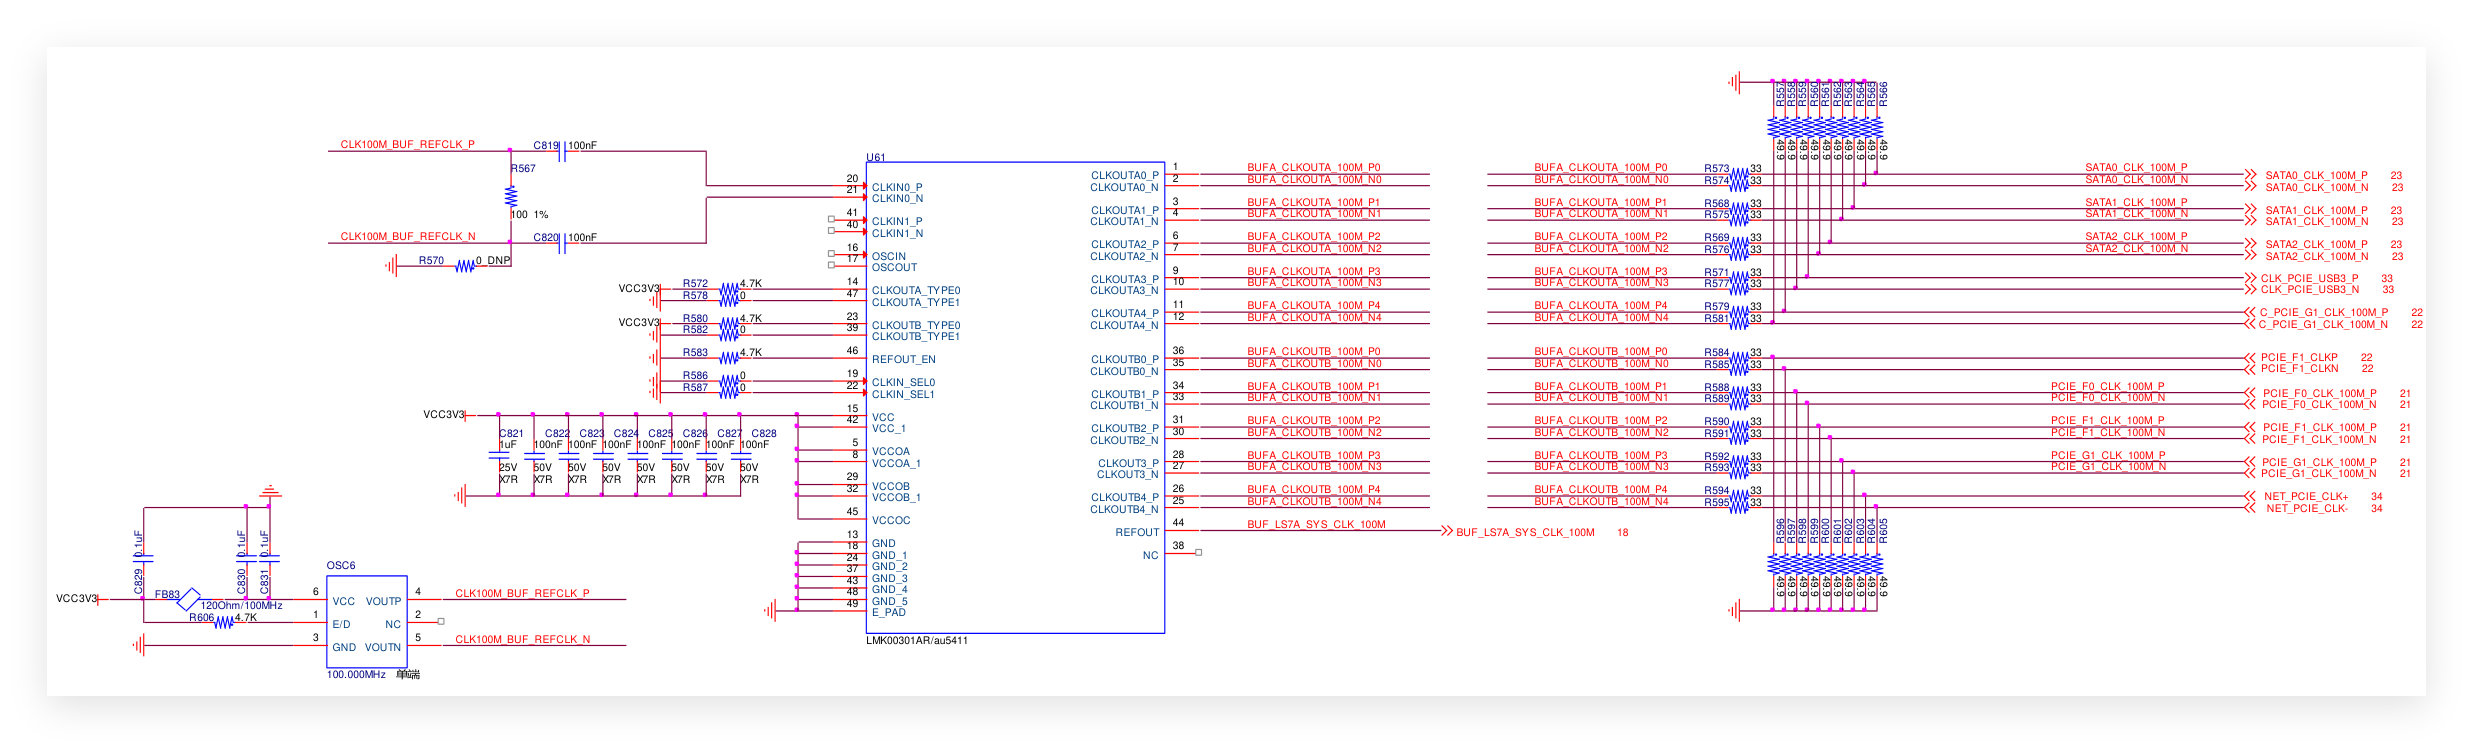 CLK100M_BUF_REFCLK_P
C819 100nF
R567
100 1%
CLK100M_BUF_REFCLK_N
C820 100nF
R570 0_DNP
VCC3V3 R572 4.7K
R578 0
VCC3V3 R580 4.7K
R582 0
R583 4.7K
R586 0
R587 0
VCC3V3
C821 C822 C823 C824 C825 C826 C827 C828
1uF 100nF 100nF 100nF 100nF 100nF 100nF 100nF
25V 50V 50V 50V 50V 50V 50V 50V
X7R X7R X7R X7R X7R X7R X7R X7R
0.1uF 0.1uF 0.1uF
C829 C830 C831
VCC3V3 FB83 120Ohm/100MHz
R606 4.7K
OSC6
6 VCC VOUTP 4 CLK100M_BUF_REFCLK_P
1 E/D NC 2
3 GND VOUTN 5 CLK100M_BUF_REFCLK_N
100.000MHz 单端
U61
20 CLKIN0_P
21 CLKIN0_N
41 CLKIN1_P
40 CLKIN1_N
16 OSCIN
17 OSCOUT
14 CLKOUTA_TYPE0
47 CLKOUTA_TYPE1
23 CLKOUTB_TYPE0
39 CLKOUTB_TYPE1
46 REFOUT_EN
19 CLKIN_SEL0
22 CLKIN_SEL1
15 VCC
42 VCC_1
5 VCCOA
8 VCCOA_1
29 VCCOB
32 VCCOB_1
45 VCCOC
13 GND
18 GND_1
24 GND_2
37 GND_3
43 GND_4
48 GND_5
49 E_PAD
LMK00301AR/au5411
CLKOUTA0_P 1 BUFA_CLKOUTA_100M_P0
CLKOUTA0_N 2 BUFA_CLKOUTA_100M_N0
CLKOUTA1_P 3 BUFA_CLKOUTA_100M_P1
CLKOUTA1_N 4 BUFA_CLKOUTA_100M_N1
CLKOUTA2_P 6 BUFA_CLKOUTA_100M_P2
CLKOUTA2_N 7 BUFA_CLKOUTA_100M_N2
CLKOUTA3_P 9 BUFA_CLKOUTA_100M_P3
CLKOUTA3_N 10 BUFA_CLKOUTA_100M_N3
CLKOUTA4_P 11 BUFA_CLKOUTA_100M_P4
CLKOUTA4_N 12 BUFA_CLKOUTA_100M_N4
CLKOUTB0_P 36 BUFA_CLKOUTB_100M_P0
CLKOUTB0_N 35 BUFA_CLKOUTB_100M_N0
CLKOUTB1_P 34 BUFA_CLKOUTB_100M_P1
CLKOUTB1_N 33 BUFA_CLKOUTB_100M_N1
CLKOUTB2_P 31 BUFA_CLKOUTB_100M_P2
CLKOUTB2_N 30 BUFA_CLKOUTB_100M_N2
CLKOUT3_P 28 BUFA_CLKOUTB_100M_P3
CLKOUT3_N 27 BUFA_CLKOUTB_100M_N3
CLKOUTB4_P 26 BUFA_CLKOUTB_100M_P4
CLKOUTB4_N 25 BUFA_CLKOUTB_100M_N4
REFOUT 44 BUF_LS7A_SYS_CLK_100M BUF_LS7A_SYS_CLK_100M 18
NC 38
R557 R558 R559 R560 R561 R562 R563 R564 R565 R566
49.9 49.9 49.9 49.9 49.9 49.9 49.9 49.9 49.9 49.9
BUFA_CLKOUTA_100M_P0 R573 33 SATA0_CLK_100M_P SATA0_CLK_100M_P 23
BUFA_CLKOUTA_100M_N0 R574 33 SATA0_CLK_100M_N SATA0_CLK_100M_N 23
BUFA_CLKOUTA_100M_P1 R568 33 SATA1_CLK_100M_P SATA1_CLK_100M_P 23
BUFA_CLKOUTA_100M_N1 R575 33 SATA1_CLK_100M_N SATA1_CLK_100M_N 23
BUFA_CLKOUTA_100M_P2 R569 33 SATA2_CLK_100M_P SATA2_CLK_100M_P 23
BUFA_CLKOUTA_100M_N2 R576 33 SATA2_CLK_100M_N SATA2_CLK_100M_N 23
BUFA_CLKOUTA_100M_P3 R571 33 CLK_PCIE_USB3_P 33
BUFA_CLKOUTA_100M_N3 R577 33 CLK_PCIE_USB3_N 33
BUFA_CLKOUTA_100M_P4 R579 33 C_PCIE_G1_CLK_100M_P 22
BUFA_CLKOUTA_100M_N4 R581 33 C_PCIE_G1_CLK_100M_N 22
BUFA_CLKOUTB_100M_P0 R584 33 PCIE_F1_CLKP 22
BUFA_CLKOUTB_100M_N0 R585 33 PCIE_F1_CLKN 22
BUFA_CLKOUTB_100M_P1 R588 33 PCIE_F0_CLK_100M_P PCIE_F0_CLK_100M_P 21
BUFA_CLKOUTB_100M_N1 R589 33 PCIE_F0_CLK_100M_N PCIE_F0_CLK_100M_N 21
BUFA_CLKOUTB_100M_P2 R590 33 PCIE_F1_CLK_100M_P PCIE_F1_CLK_100M_P 21
BUFA_CLKOUTB_100M_N2 R591 33 PCIE_F1_CLK_100M_N PCIE_F1_CLK_100M_N 21
BUFA_CLKOUTB_100M_P3 R592 33 PCIE_G1_CLK_100M_P PCIE_G1_CLK_100M_P 21
BUFA_CLKOUTB_100M_N3 R593 33 PCIE_G1_CLK_100M_N PCIE_G1_CLK_100M_N 21
BUFA_CLKOUTB_100M_P4 R594 33 NET_PCIE_CLK+ 34
BUFA_CLKOUTB_100M_N4 R595 33 NET_PCIE_CLK- 34
R596 R597 R598 R599 R600 R601 R602 R603 R604 R605
49.9 49.9 49.9 49.9 49.9 49.9 49.9 49.9 49.9 49.9